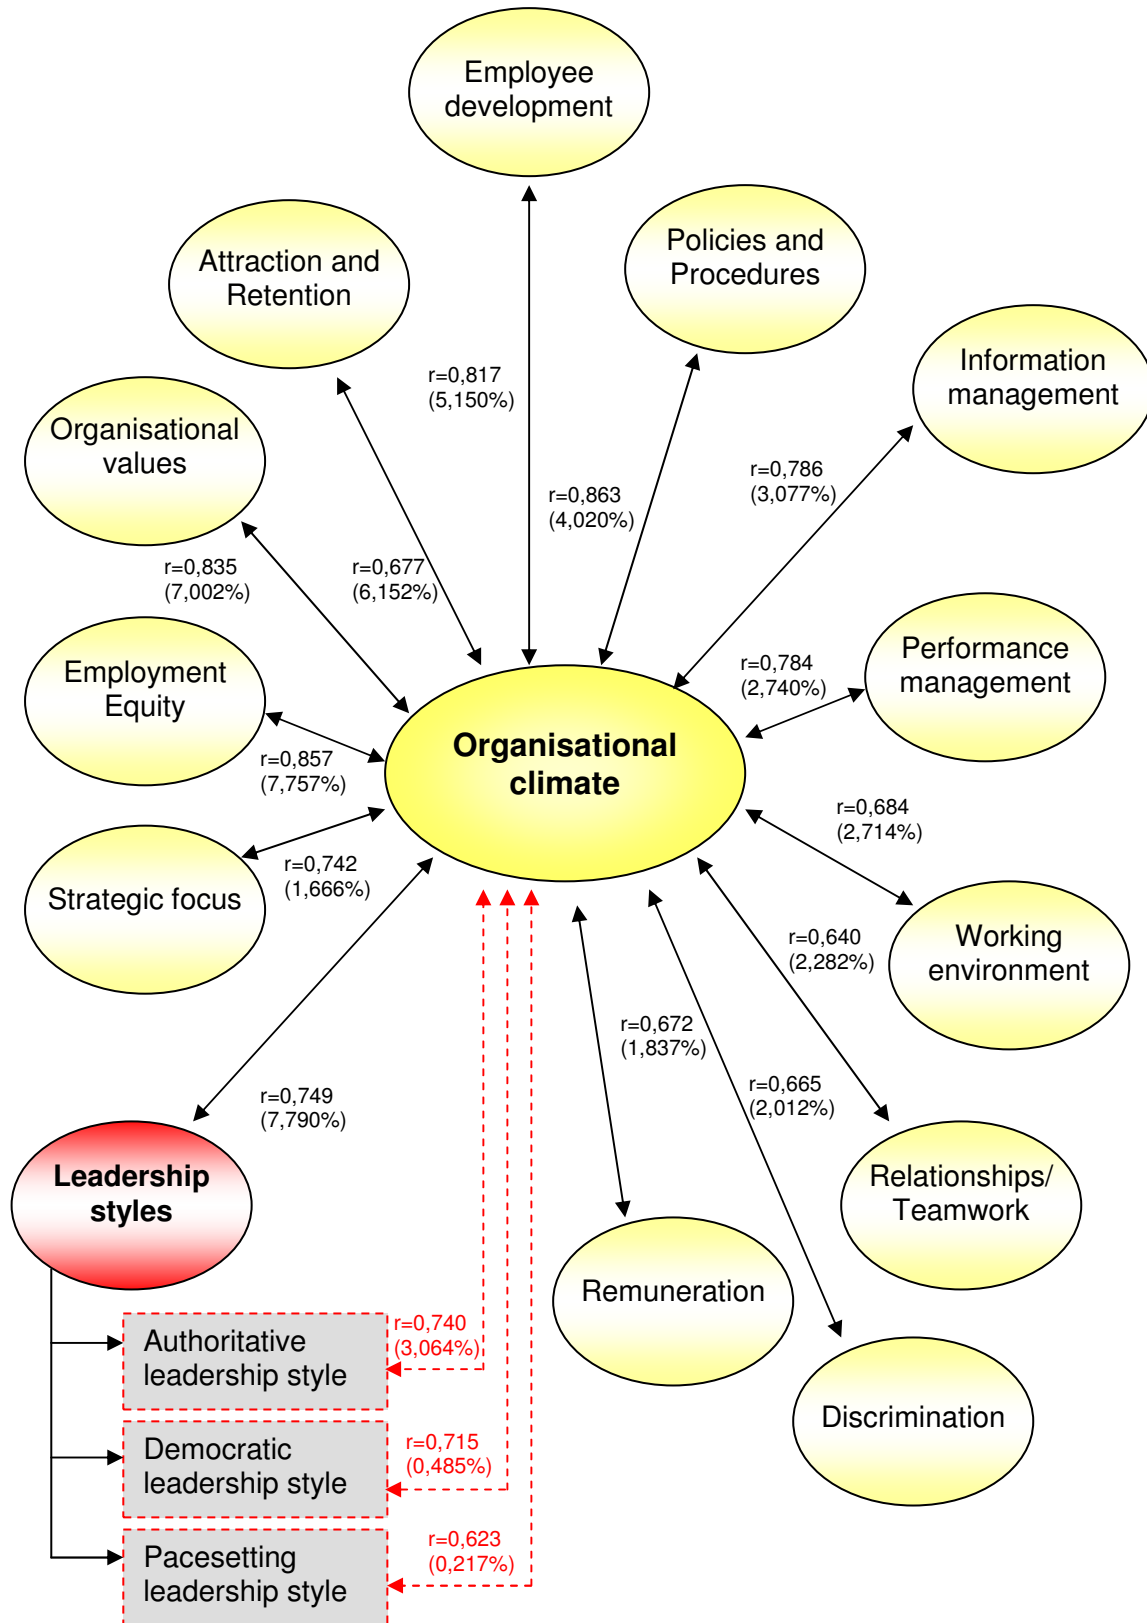 Employee
development
Policies and
Procedures
Attraction and
Retention
Information
management
r=0,817
(5,150%)
Organisational
values
r=0,786
(3,077%)
r=0,863
(4,020%)
r=0,835
(7,002%)
r=0,677
(6,152%)
Employment
Equity
Performance
management
r=0,784
(2,740%)
Organisational
climate
r=0,857
(7,757%)
r=0,684
(2,714%)
Strategic focus
r=0,742
(1,666%)
Working
environment
r=0,640
(2,282%)
r=0,672
(1,837%)
r=0,665
(2,012%)
r=0,749
(7,790%)
Leadership
styles
Relationships/
Teamwork
Remuneration
Authoritative
leadership style
r=0,740
(3,064%)
Discrimination
Democratic
leadership style
r=0,715
(0,485%)
Pacesetting
leadership style
r=0,623
(0,217%)